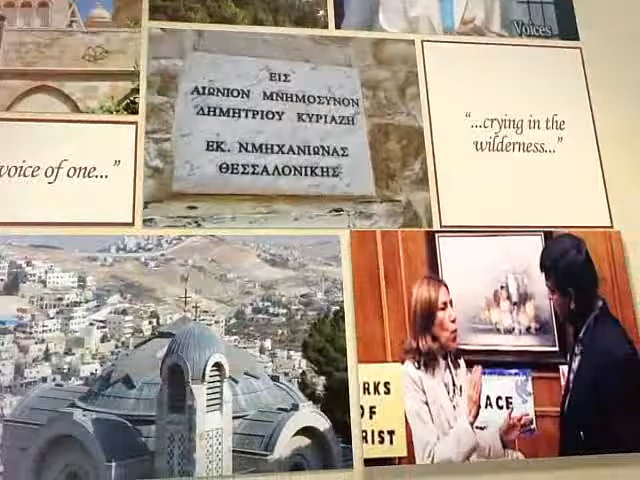 Voices
ΕΙΣ
ΑΙΩΝΙΟΝ ΜΝΗΜΟΣΥΝΟΝ
ΔΗΜΗΤΡΙΟΥ ΚΥΡΙΑΖΗ
ΕΚ. Ν.ΜΗΧΑΝΙΩΝΑΣ
ΘΕΣΣΑΛΟΝΙΚΗΣ
“...crying in the
wilderness...”
voice of one...”
RKS
OF
RIST
ACE